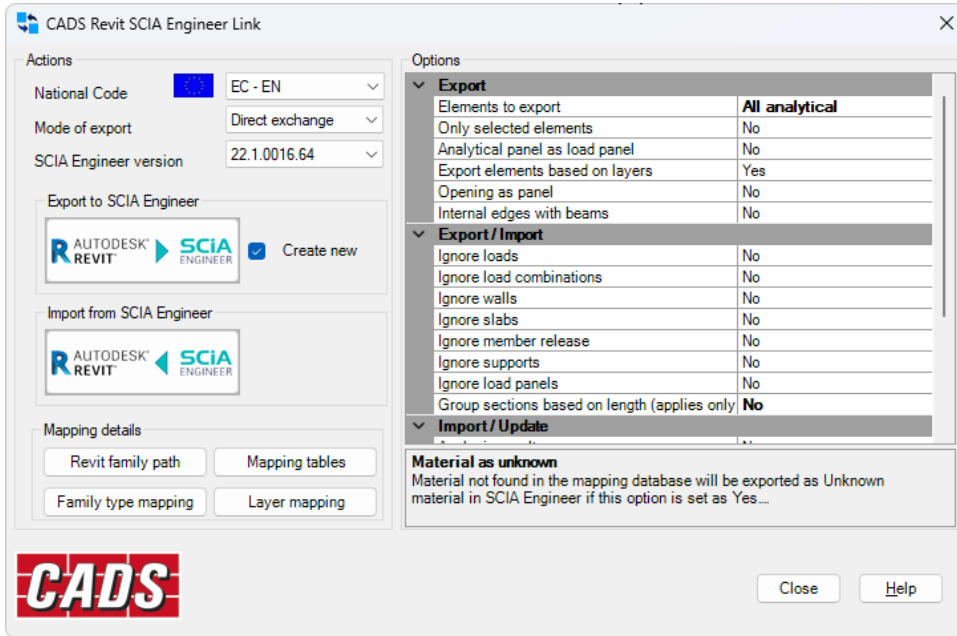 CADS Revit SCIA Engineer Link
Actions
National Code
EC - EN
Mode of export
Direct exchange
SCIA Engineer version
22.1.0016.64
Export to SCIA Engineer
R AUTODESK® REVIT® SCiA ENGINEER
Create new
Import from SCIA Engineer
R AUTODESK® REVIT® SCiA ENGINEER
Mapping details
Revit family path
Mapping tables
Family type mapping
Layer mapping
Options
Export
Elements to export All analytical
Only selected elements No
Analytical panel as load panel No
Export elements based on layers Yes
Opening as panel No
Internal edges with beams No
Export / Import
Ignore loads No
Ignore load combinations No
Ignore walls No
Ignore slabs No
Ignore member release No
Ignore supports No
Ignore load panels No
Group sections based on length (applies only No
Import / Update
Material as unknown
Material not found in the mapping database will be exported as Unknown
material in SCIA Engineer if this option is set as Yes....
CADS
Close
Help